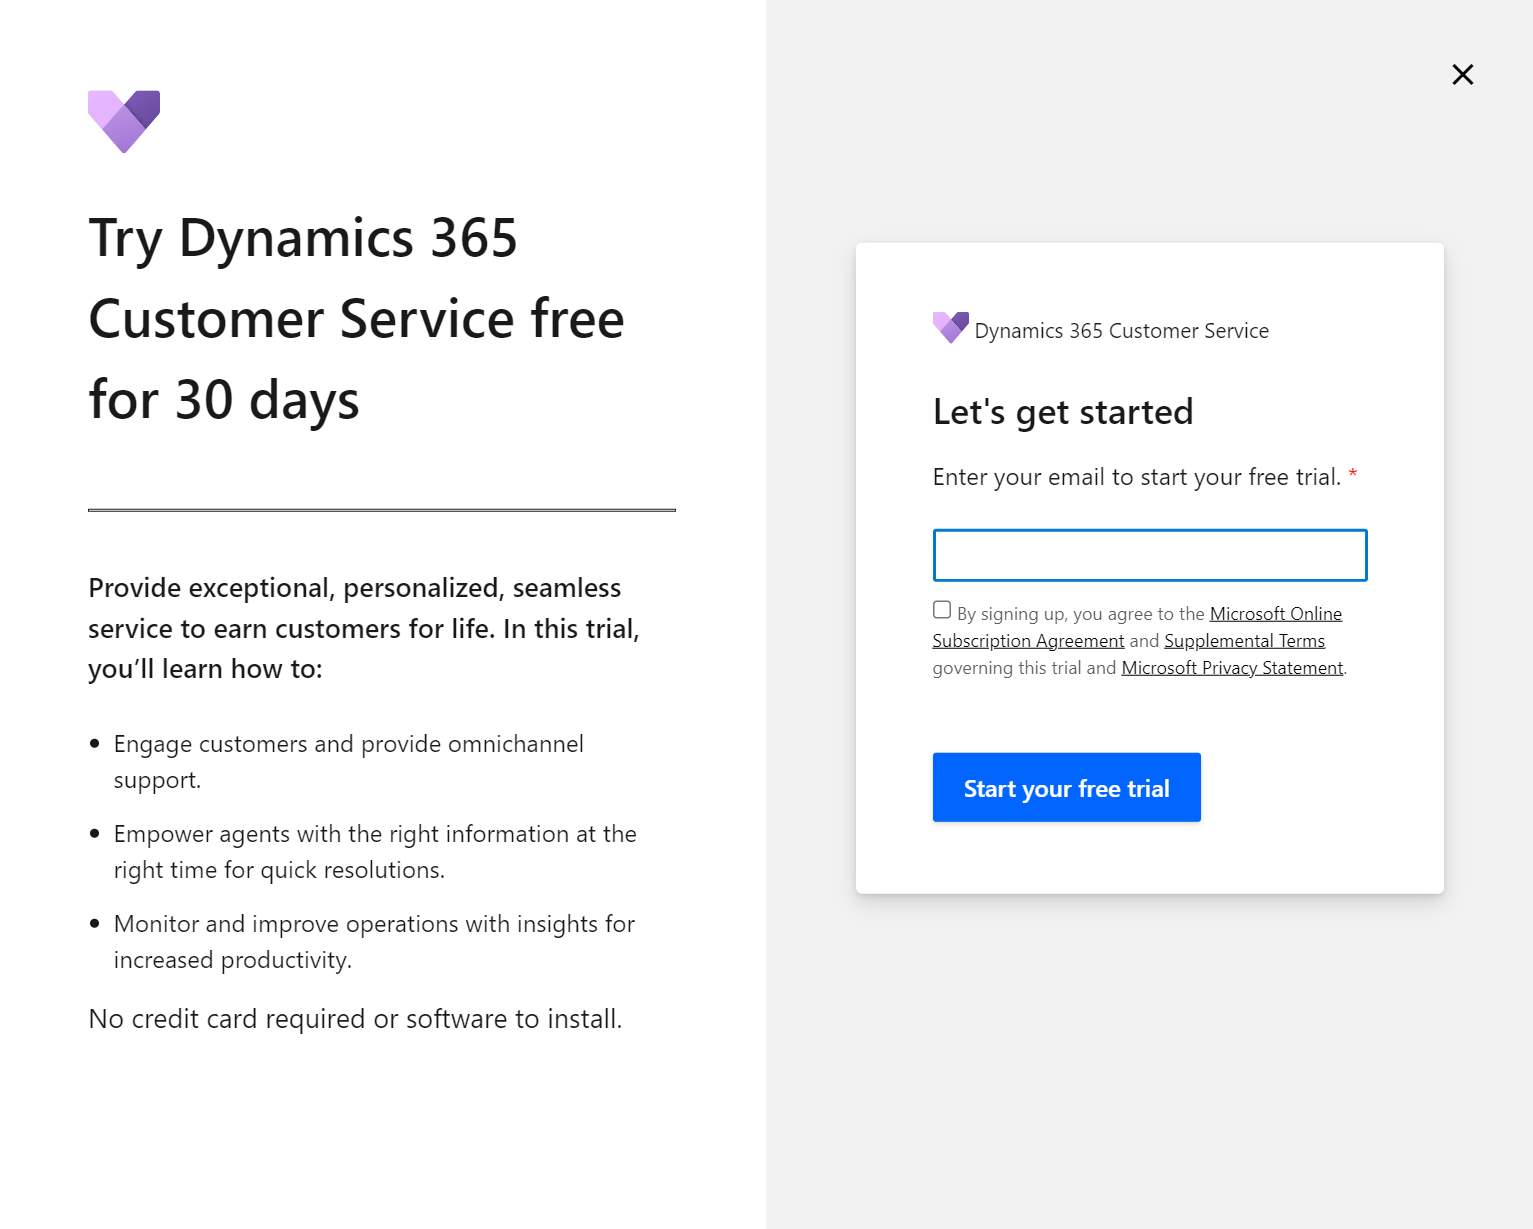 Try Dynamics 365
Customer Service free
for 30 days
Provide exceptional, personalized, seamless
service to earn customers for life. In this trial,
you’ll learn how to:
Engage customers and provide omnichannel
support.
Empower agents with the right information at the
right time for quick resolutions.
Monitor and improve operations with insights for
increased productivity.
No credit card required or software to install.
Dynamics 365 Customer Service
Let's get started
Enter your email to start your free trial. *
By signing up, you agree to the Microsoft Online
Subscription Agreement and Supplemental Terms
governing this trial and Microsoft Privacy Statement.
Start your free trial